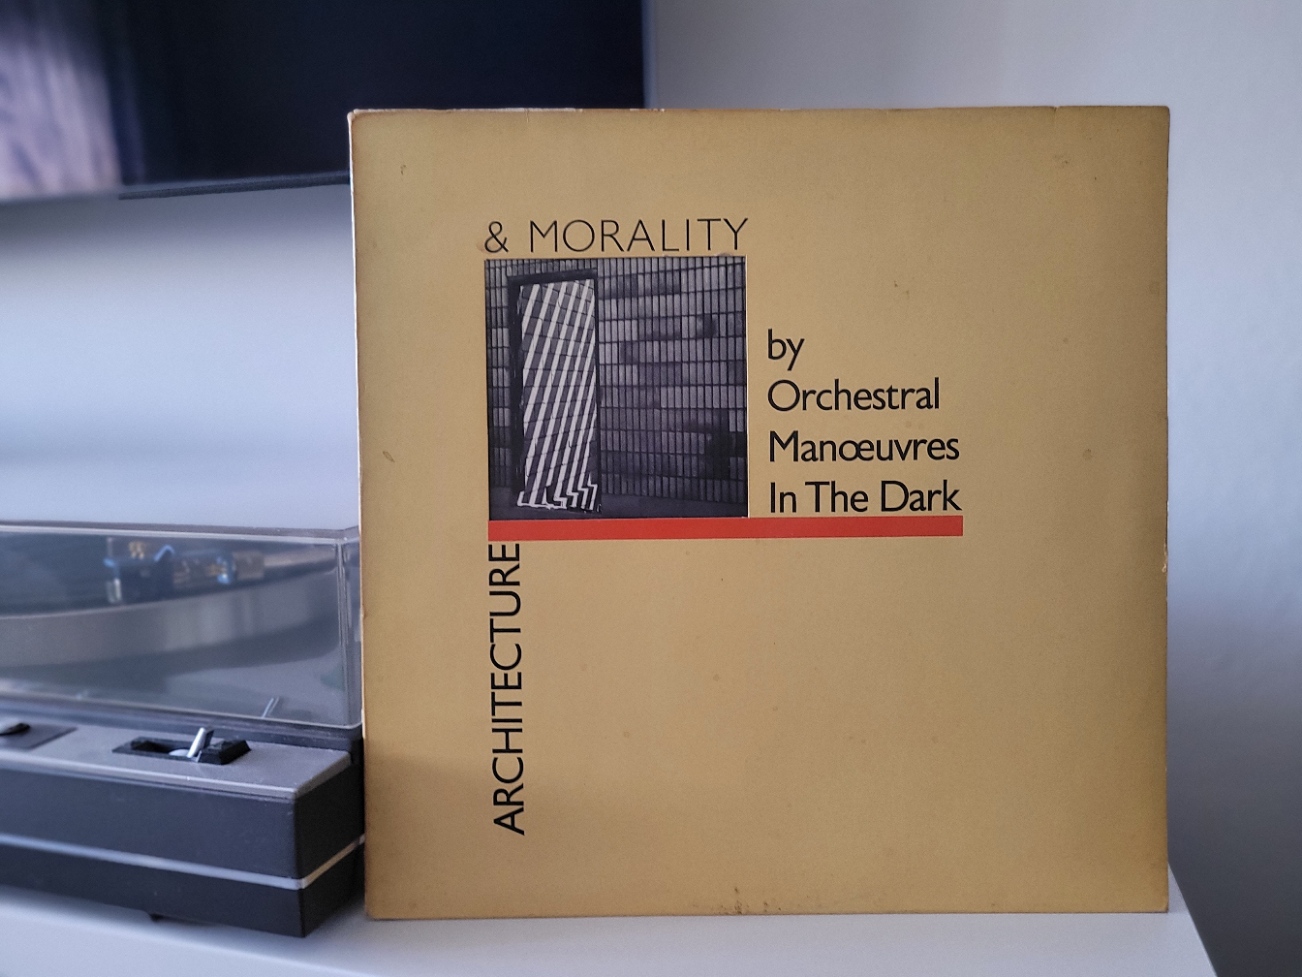 ARCHITECTURE
& MORALITY
by
Orchestral
Manœuvres
In The Dark